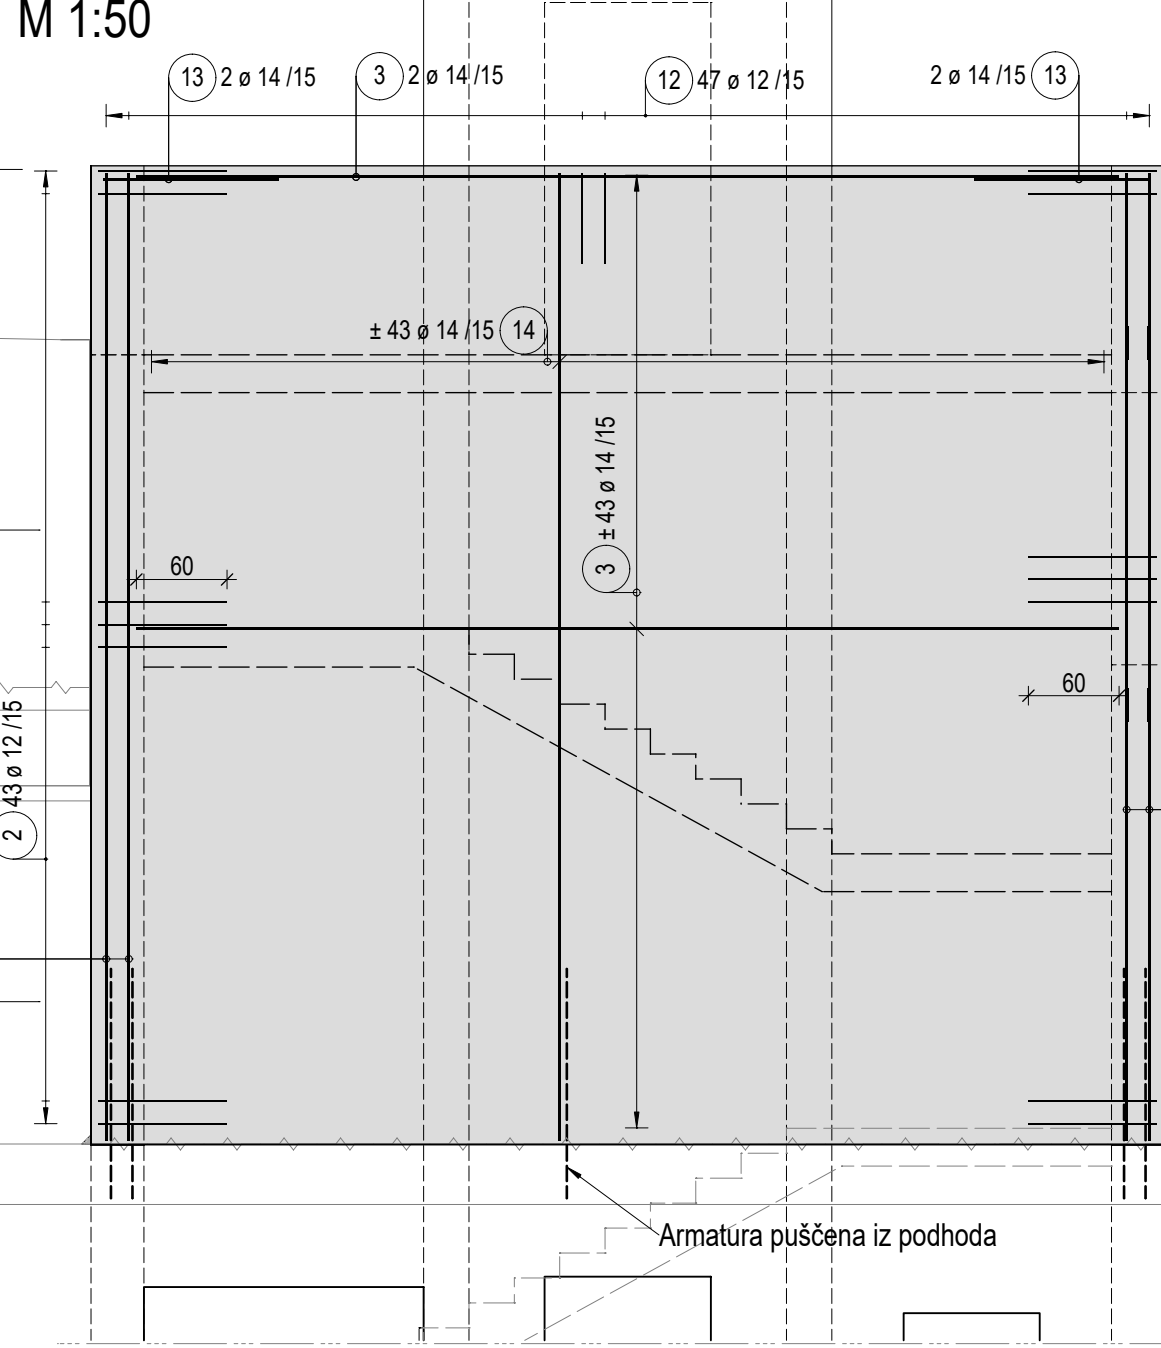 M 1:50
13 2 ø 14 /15
3 2 ø 14 /15
12 47 ø 12 /15
2 ø 14 /15 13
± 43 ø 14 /15 14
3 ± 43 ø 14 /15
60
60
2 43 ø 12 /15
Armatura puščena iz podhoda